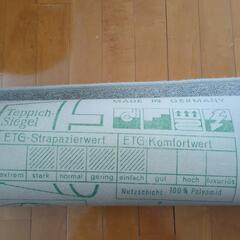 Teppich-
Siegel
MADE IN GERMANY
ETG-Strapazierwert
ETG-Komfortwert
extrem stark normal gering einfach gut hoch luxuriös
Nutzschicht: 100% Polyamid